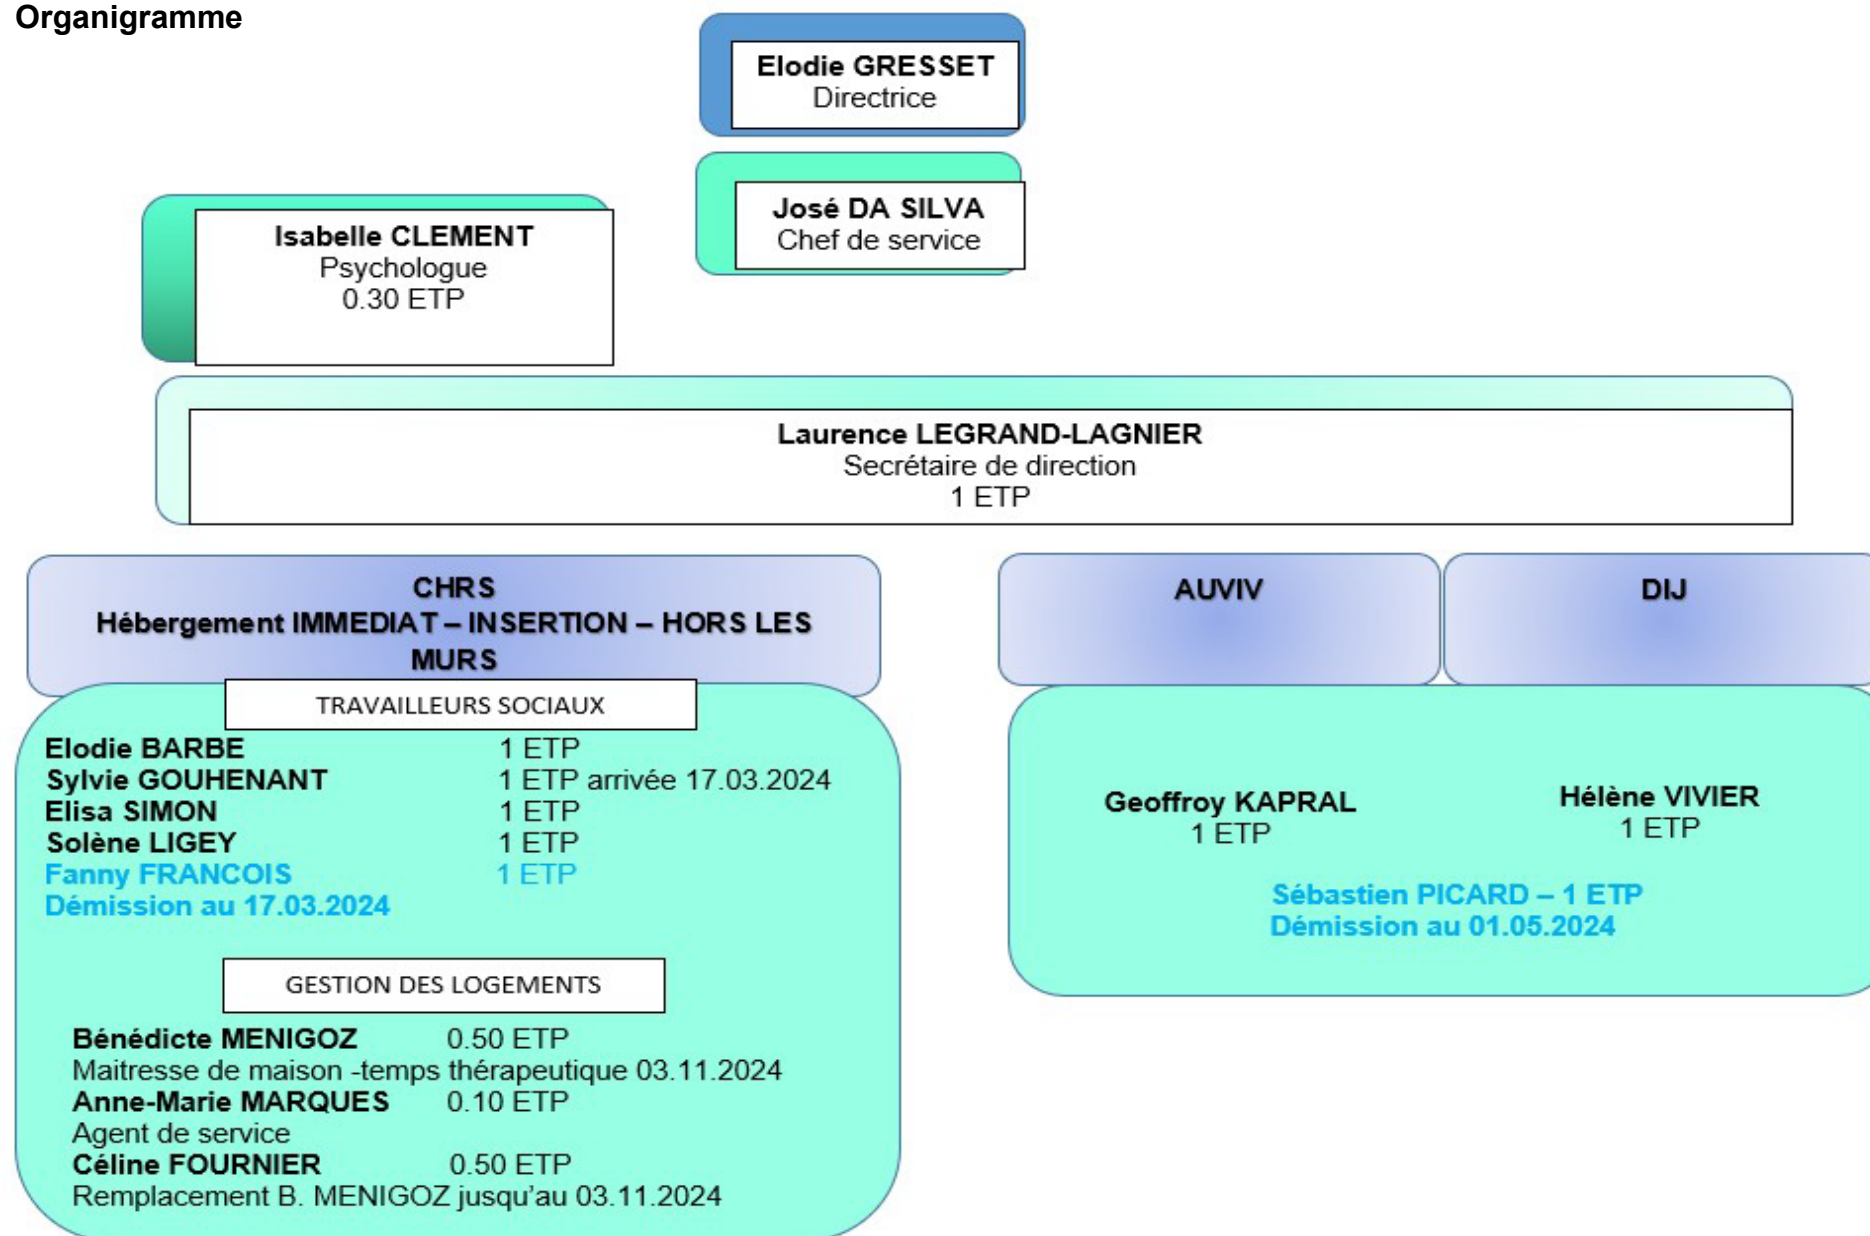 Organigramme
Elodie GRESSET
Directrice
José DA SILVA
Chef de service
Isabelle CLEMENT
Psychologue
0.30 ETP
Laurence LEGRAND-LAGNIER
Secrétaire de direction
1 ETP
CHRS
Hébergement IMMEDIAT – INSERTION – HORS LES
MURS
TRAVAILLEURS SOCIAUX
Elodie BARBE 1 ETP
Sylvie GOUHENANT 1 ETP arrivée 17.03.2024
Elisa SIMON 1 ETP
Solène LIGEY 1 ETP
Fanny FRANCOIS 1 ETP
Démission au 17.03.2024
GESTION DES LOGEMENTS
Bénédicte MENIGOZ 0.50 ETP
Maitresse de maison -temps thérapeutique 03.11.2024
Anne-Marie MARQUES 0.10 ETP
Agent de service
Céline FOURNIER 0.50 ETP
Remplacement B. MENIGOZ jusqu'au 03.11.2024
AUVIV
DIJ
Geoffroy KAPRAL
1 ETP
Hélène VIVIER
1 ETP
Sébastien PICARD – 1 ETP
Démission au 01.05.2024